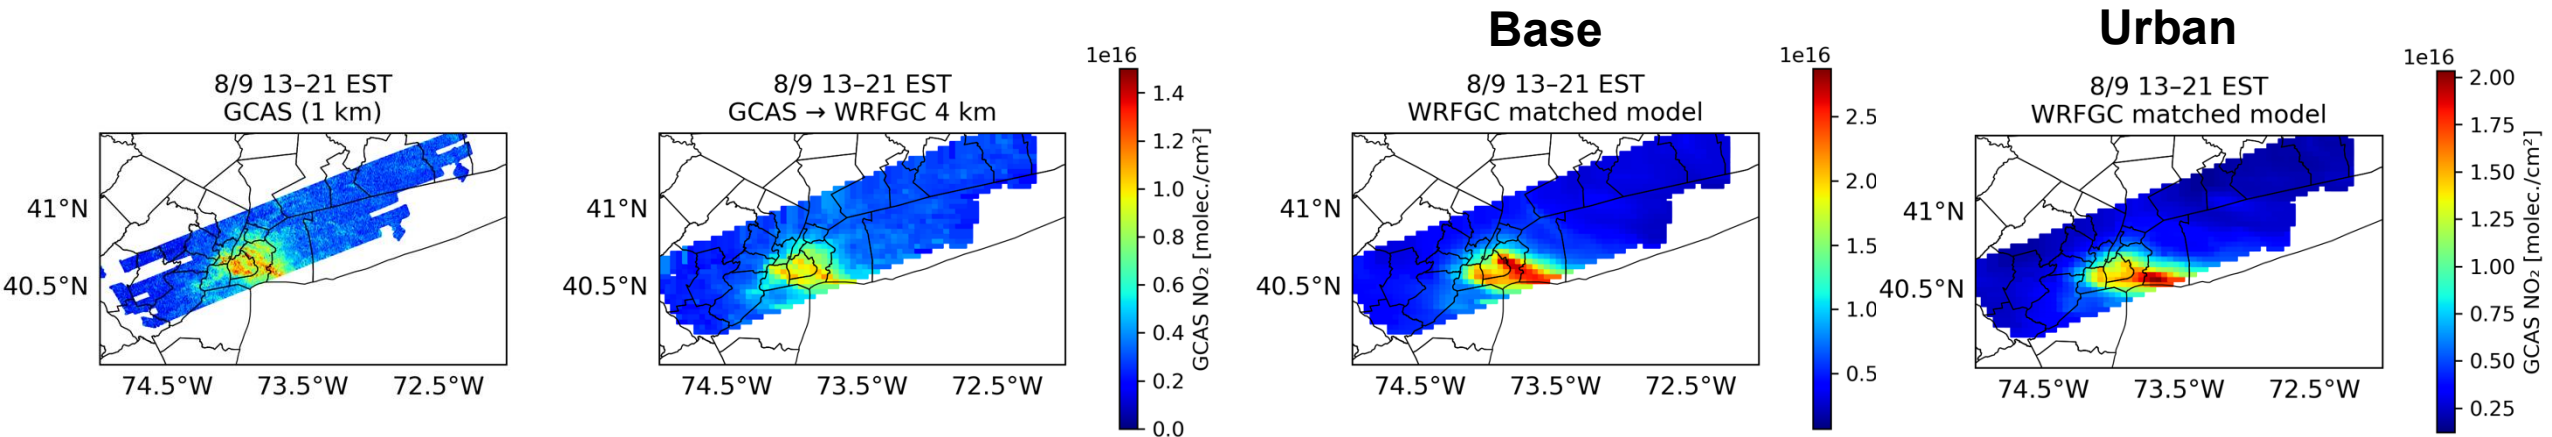 Base
Urban
8/9 13–21 EST
GCAS (1 km)
41°N
40.5°N
74.5°W 73.5°W 72.5°W
8/9 13–21 EST
GCAS → WRFGC 4 km
41°N
40.5°N
74.5°W 73.5°W 72.5°W
1e16
1.4
1.2
1.0
0.8
0.6
0.4
0.2
0.0
GCAS NO₂ [molec./cm²]
8/9 13–21 EST
WRFGC matched model
41°N
40.5°N
74.5°W 73.5°W 72.5°W
1e16
2.5
2.0
1.5
1.0
0.5
8/9 13–21 EST
WRFGC matched model
41°N
40.5°N
74.5°W 73.5°W 72.5°W
1e16
2.00
1.75
1.50
1.25
1.00
0.75
0.50
0.25
GCAS NO₂ [molec./cm²]